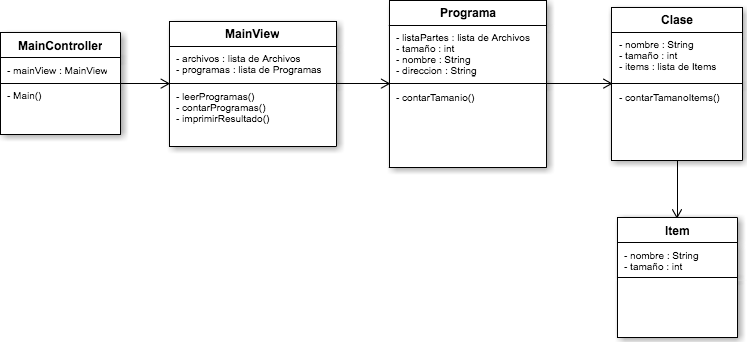 MainController
- mainView : MainView
- Main()
MainView
- archivos : lista de Archivos
- programas : lista de Programas
- leerProgramas()
- contarProgramas()
- imprimirResultado()
Programa
- listaPartes : lista de Archivos
- tamaño : int
- nombre : String
- direccion : String
- contarTamanio()
Clase
- nombre : String
- tamaño : int
- items : lista de Items
- contarTamanoItems()
Item
- nombre : String
- tamaño : int